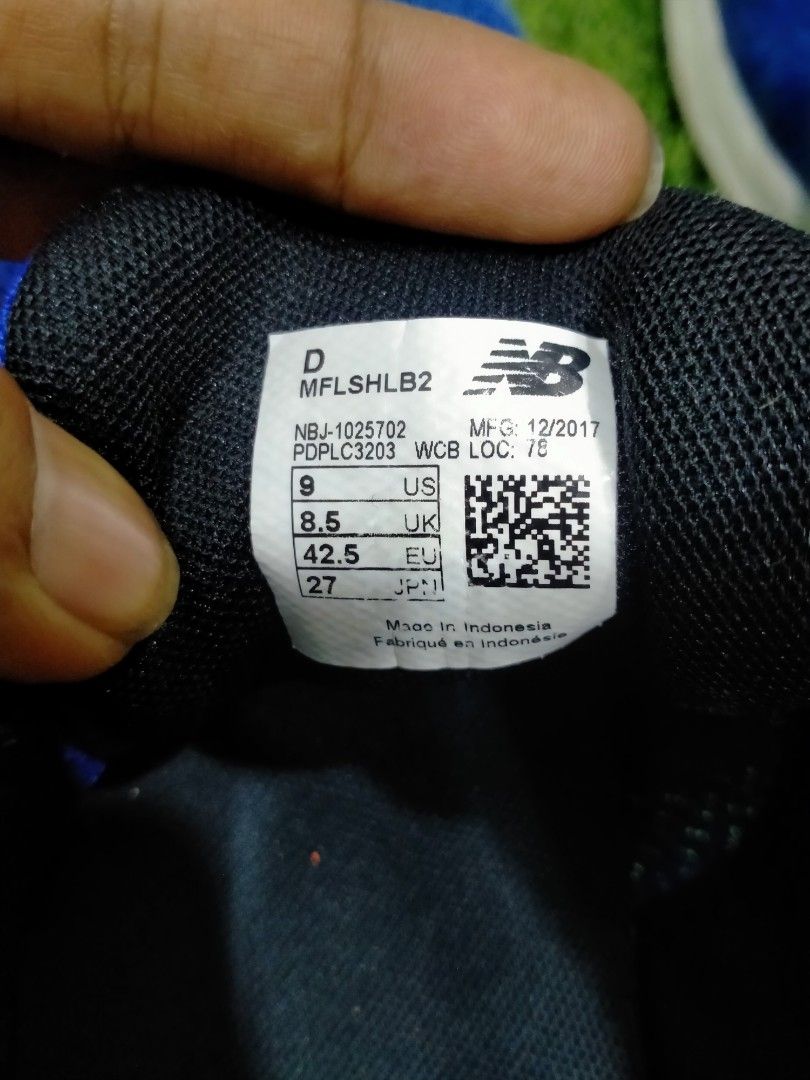 D
MFLSHLB2
NB
NBJ-1025702 MFG: 12/2017
PDPLC3203 WCB LOC: 78
9 US
8.5 UK
42.5 EU
27 JPN
Made in Indonesia
Fabriqué en Indonésie